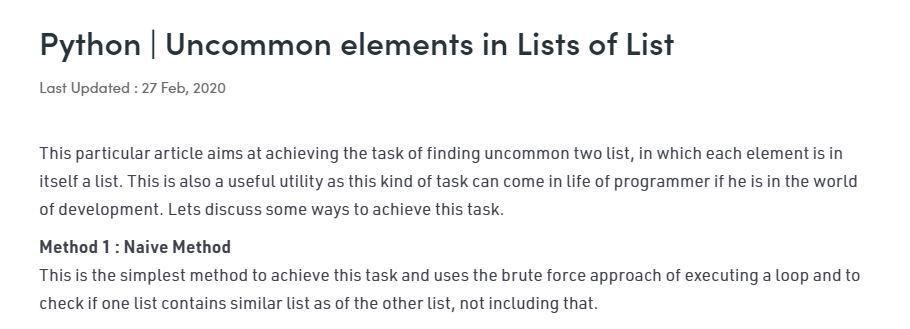 Python | Uncommon elements in Lists of List
Last Updated : 27 Feb, 2020
This particular article aims at achieving the task of finding uncommon two list, in which each element is in
itself a list. This is also a useful utility as this kind of task can come in life of programmer if he is in the world
of development. Lets discuss some ways to achieve this task.
Method 1 : Naive Method
This is the simplest method to achieve this task and uses the brute force approach of executing a loop and to
check if one list contains similar list as of the other list, not including that.